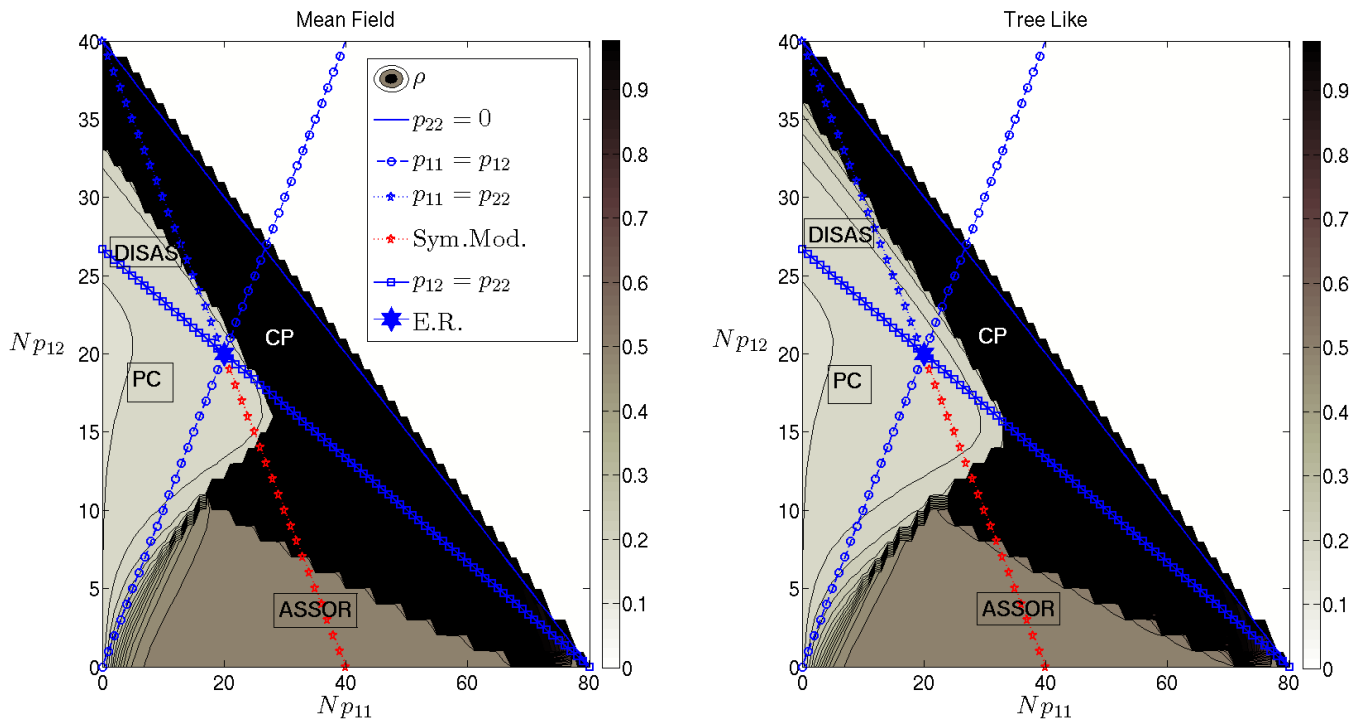 Mean Field
40
35
30
25
20
15
10
5
0
N p₁₂
0
20
40
60
80
N p₁₁
ρ
p₂₂ = 0
p₁₁ = p₁₂
p₁₁ = p₂₂
Sym.Mod.
p₁₂ = p₂₂
E.R.
DISAS
CP
PC
ASSOR
0.9
0.8
0.7
0.6
0.5
0.4
0.3
0.2
0.1
0
Tree Like
40
35
30
25
20
15
10
5
0
N p₁₂
0
20
40
60
80
N p₁₁
DISAS
CP
PC
ASSOR
0.9
0.8
0.7
0.6
0.5
0.4
0.3
0.2
0.1
0